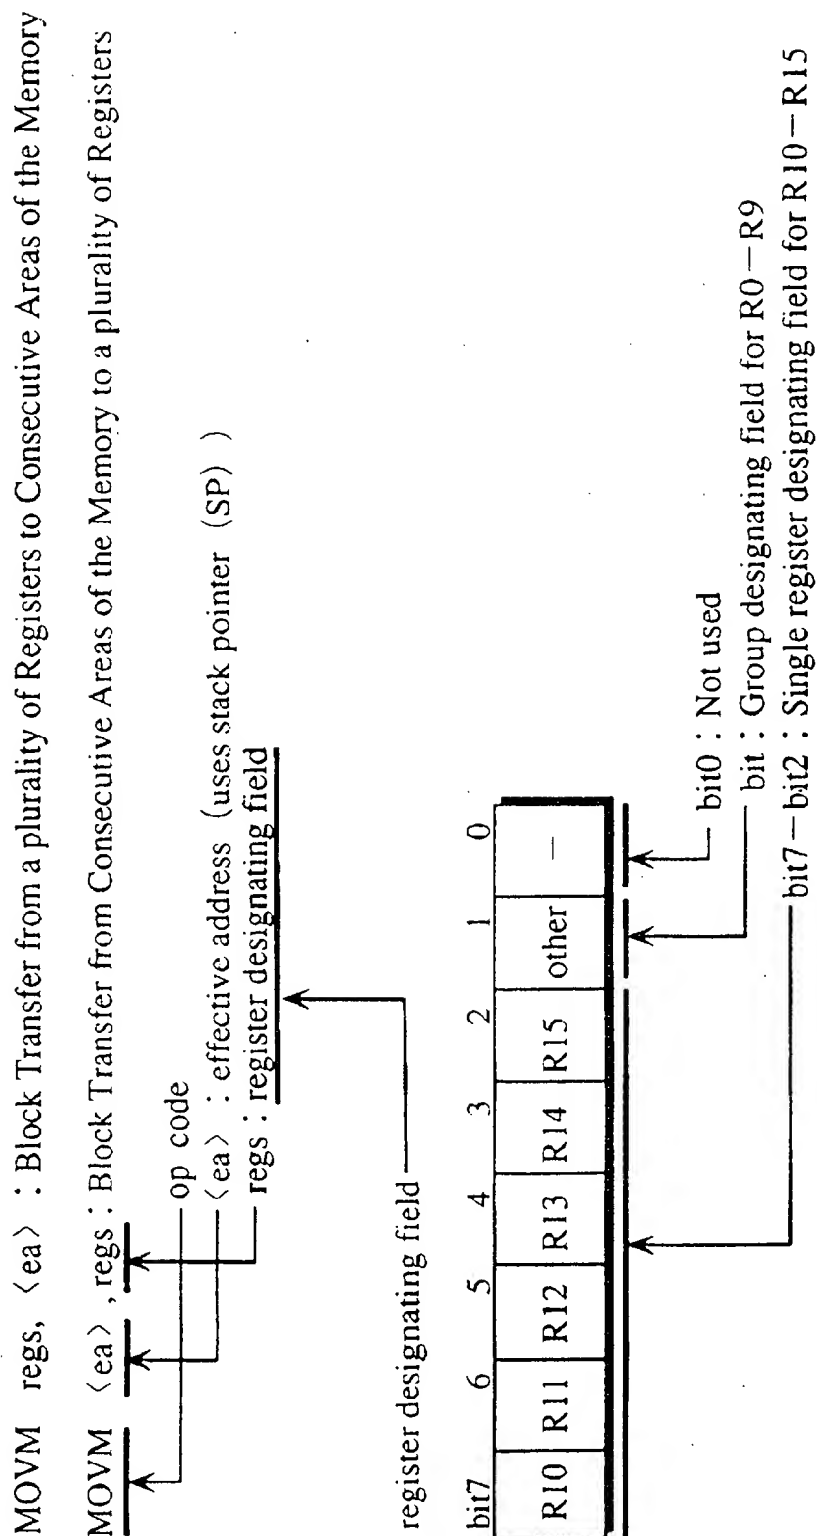 MOVM regs, 〈ea〉 : Block Transfer from a plurality of Registers to Consecutive Areas of the Memory
MOVM 〈ea〉, regs : Block Transfer from Consecutive Areas of the Memory to a plurality of Registers
op code
〈ea〉 : effective address (uses stack pointer (SP) )
regs : register designating field
register designating field
bit7 6 5 4 3 2 1 0
R10 R11 R12 R13 R14 R15 other —
bit0 : Not used
bit : Group designating field for R0—R9
bit7—bit2 : Single register designating field for R10—R15